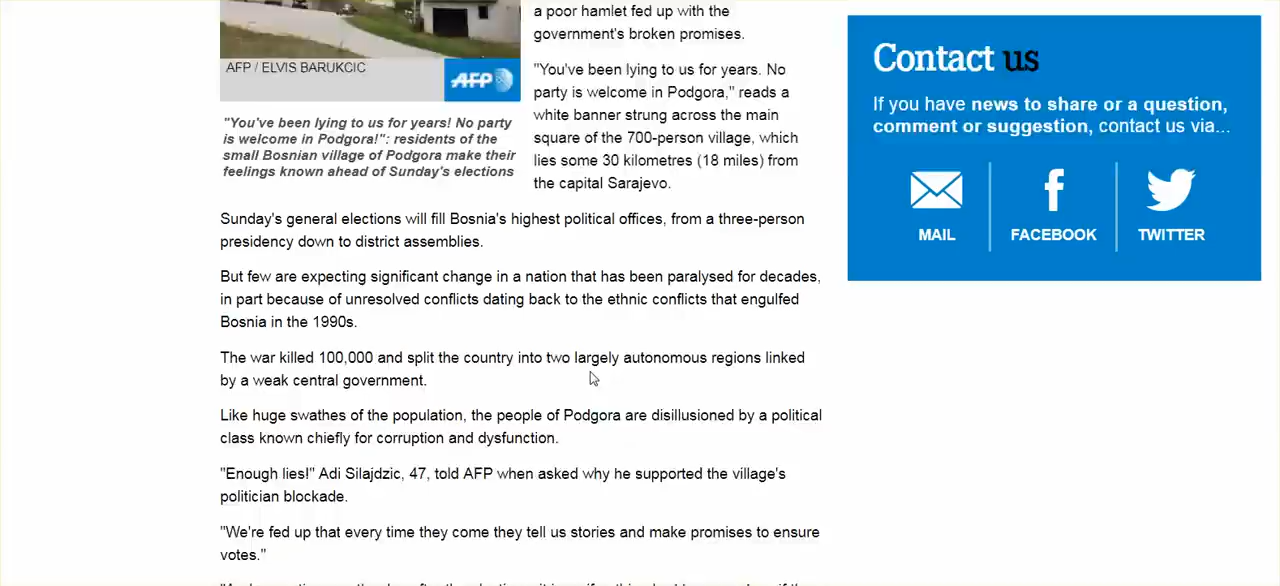 a poor hamlet fed up with the
government's broken promises.
AFP / ELVIS BARUKCIC
AFP
"You've been lying to us for years! No party
is welcome in Podgora!": residents of the
small Bosnian village of Podgora make their
feelings known ahead of Sunday's elections
"You've been lying to us for years. No
party is welcome in Podgora," reads a
white banner strung across the main
square of the 700-person village, which
lies some 30 kilometres (18 miles) from
the capital Sarajevo.
Sunday's general elections will fill Bosnia's highest political offices, from a three-person
presidency down to district assemblies.
But few are expecting significant change in a nation that has been paralysed for decades,
in part because of unresolved conflicts dating back to the ethnic conflicts that engulfed
Bosnia in the 1990s.
The war killed 100,000 and split the country into two largely autonomous regions linked
by a weak central government.
Like huge swathes of the population, the people of Podgora are disillusioned by a political
class known chiefly for corruption and dysfunction.
"Enough lies!" Adi Silajdzic, 47, told AFP when asked why he supported the village's
politician blockade.
"We're fed up that every time they come they tell us stories and make promises to ensure
votes."
Contact us
If you have news to share or a question,
comment or suggestion, contact us via...
MAIL
FACEBOOK
TWITTER